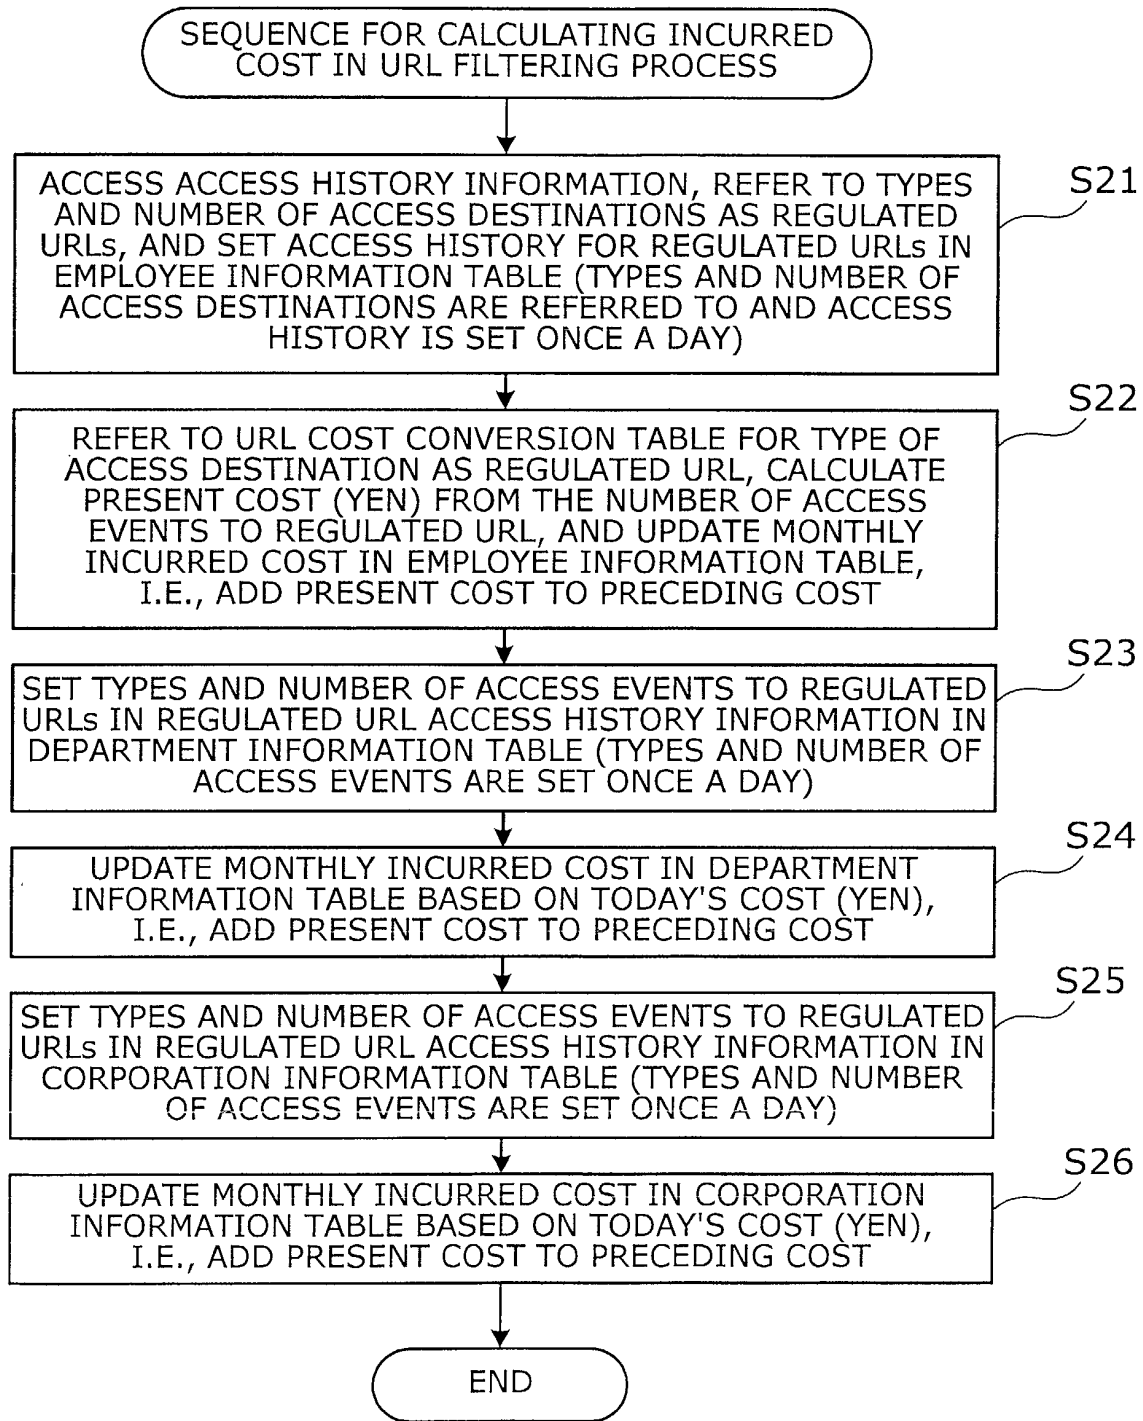 SEQUENCE FOR CALCULATING INCURRED
COST IN URL FILTERING PROCESS
S21
ACCESS ACCESS HISTORY INFORMATION, REFER TO TYPES
AND NUMBER OF ACCESS DESTINATIONS AS REGULATED
URLs, AND SET ACCESS HISTORY FOR REGULATED URLs IN
EMPLOYEE INFORMATION TABLE (TYPES AND NUMBER OF
ACCESS DESTINATIONS ARE REFERRED TO AND ACCESS
HISTORY IS SET ONCE A DAY)
S22
REFER TO URL COST CONVERSION TABLE FOR TYPE OF
ACCESS DESTINATION AS REGULATED URL, CALCULATE
PRESENT COST (YEN) FROM THE NUMBER OF ACCESS
EVENTS TO REGULATED URL, AND UPDATE MONTHLY
INCURRED COST IN EMPLOYEE INFORMATION TABLE,
I.E., ADD PRESENT COST TO PRECEDING COST
S23
SET TYPES AND NUMBER OF ACCESS EVENTS TO REGULATED
URLs IN REGULATED URL ACCESS HISTORY INFORMATION IN
DEPARTMENT INFORMATION TABLE (TYPES AND NUMBER OF
ACCESS EVENTS ARE SET ONCE A DAY)
S24
UPDATE MONTHLY INCURRED COST IN DEPARTMENT
INFORMATION TABLE BASED ON TODAY'S COST (YEN),
I.E., ADD PRESENT COST TO PRECEDING COST
S25
SET TYPES AND NUMBER OF ACCESS EVENTS TO REGULATED
URLs IN REGULATED URL ACCESS HISTORY INFORMATION IN
CORPORATION INFORMATION TABLE (TYPES AND NUMBER
OF ACCESS EVENTS ARE SET ONCE A DAY)
S26
UPDATE MONTHLY INCURRED COST IN CORPORATION
INFORMATION TABLE BASED ON TODAY'S COST (YEN),
I.E., ADD PRESENT COST TO PRECEDING COST
END